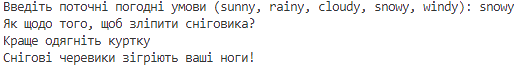 Введіть поточні погодні умови (sunny, rainy, cloudy, snowy, windy): snowy
Як щодо того, щоб зліпити сніговика?
Краще одягніть куртку
Снігові черевики зігріють ваші ноги!